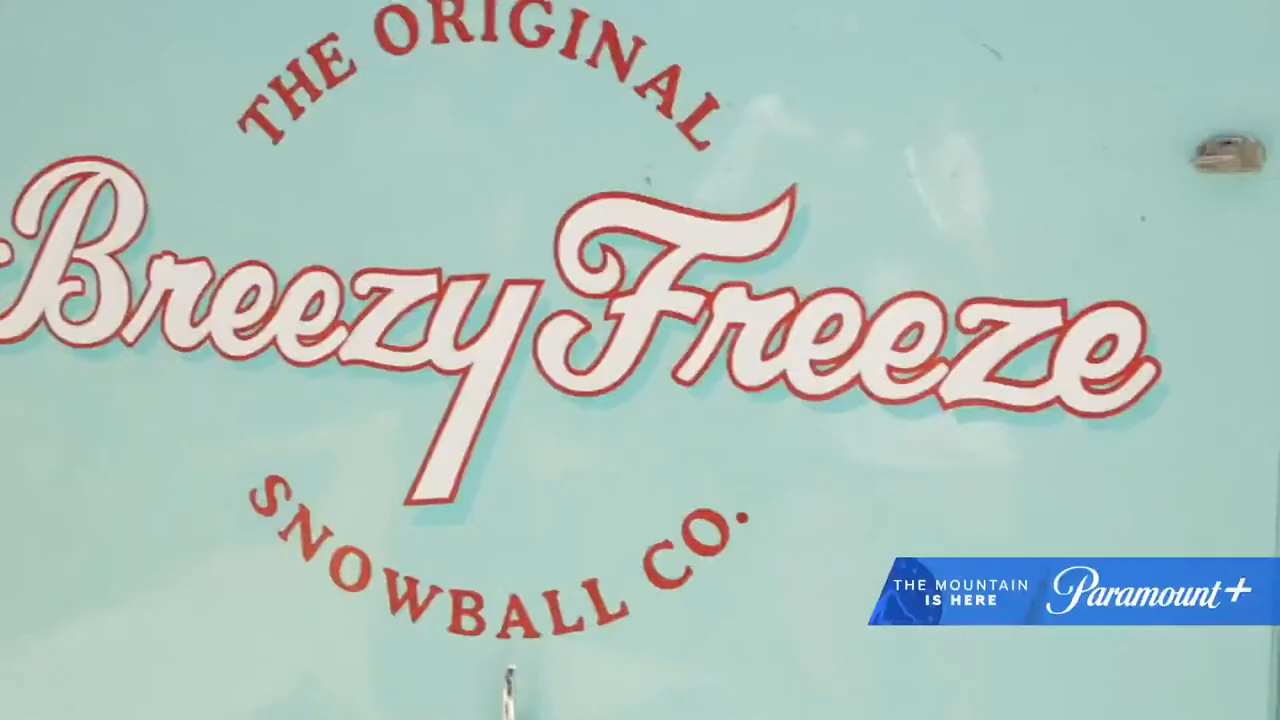 THE ORIGINAL
Breezy Freeze
SNOWBALL CO.
THE MOUNTAIN
IS HERE
Paramount+